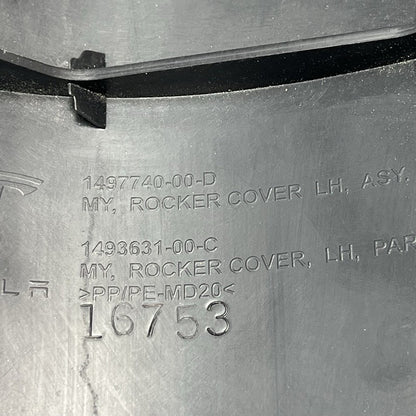 1497740-00-D
MY, ROCKER COVER LH, ASY.
1493631-00-C
MY, ROCKER COVER, LH, PAR
>PP/PE-MD20<
16753